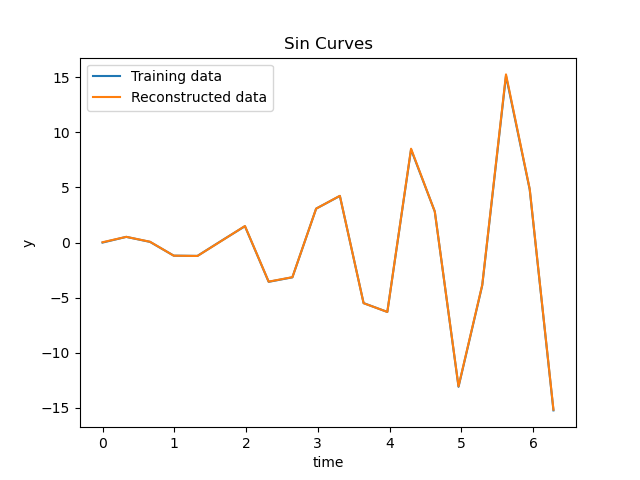 Sin Curves
Training data
Reconstructed data
15
10
5
0
−5
−10
−15
y
0 1 2 3 4 5 6
time